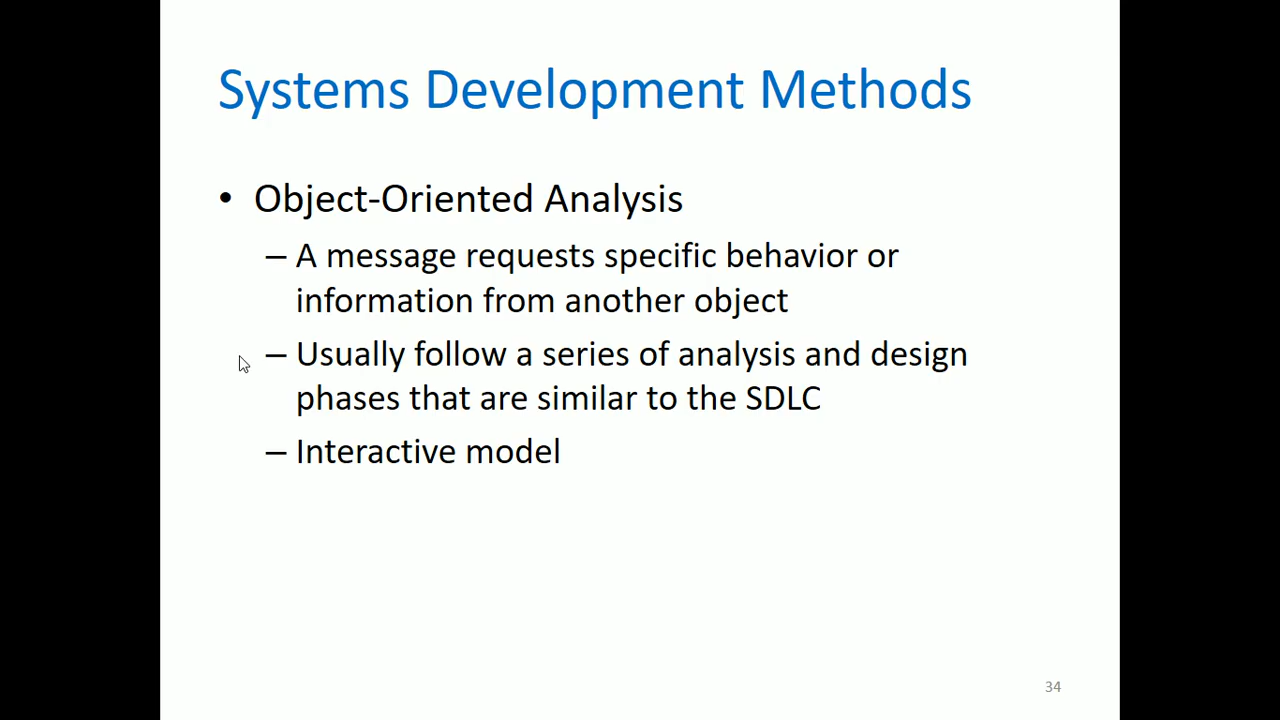 Systems Development Methods
• Object-Oriented Analysis
– A message requests specific behavior or
information from another object
– Usually follow a series of analysis and design
phases that are similar to the SDLC
– Interactive model
34